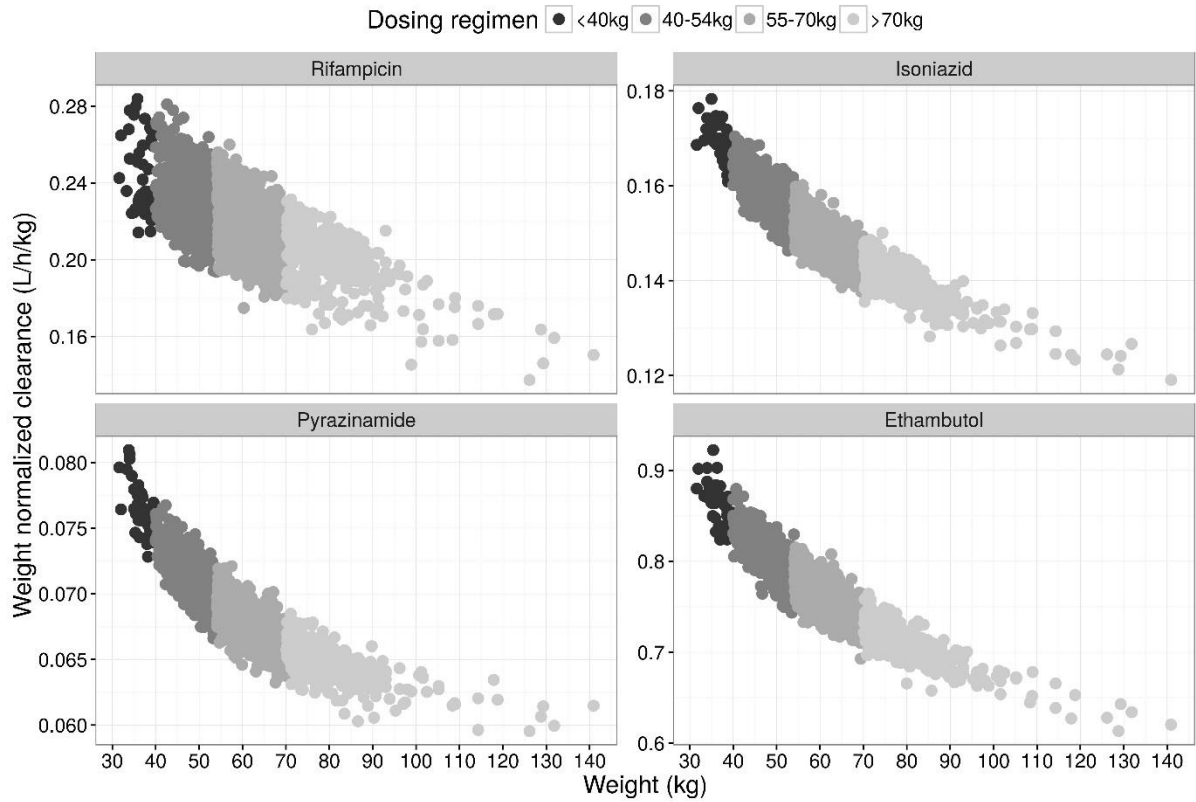 Dosing regimen <40kg 40-54kg 55-70kg >70kg
Rifampicin
Isoniazid
0.28
0.24
0.20
0.16
0.18
0.16
0.14
0.12
Weight normalized clearance (L/h/kg)
Pyrazinamide
Ethambutol
0.080
0.075
0.070
0.065
0.060
0.9
0.8
0.7
0.6
30 40 50 60 70 80 90 100 110 120 130 140
30 40 50 60 70 80 90 100 110 120 130 140
Weight (kg)